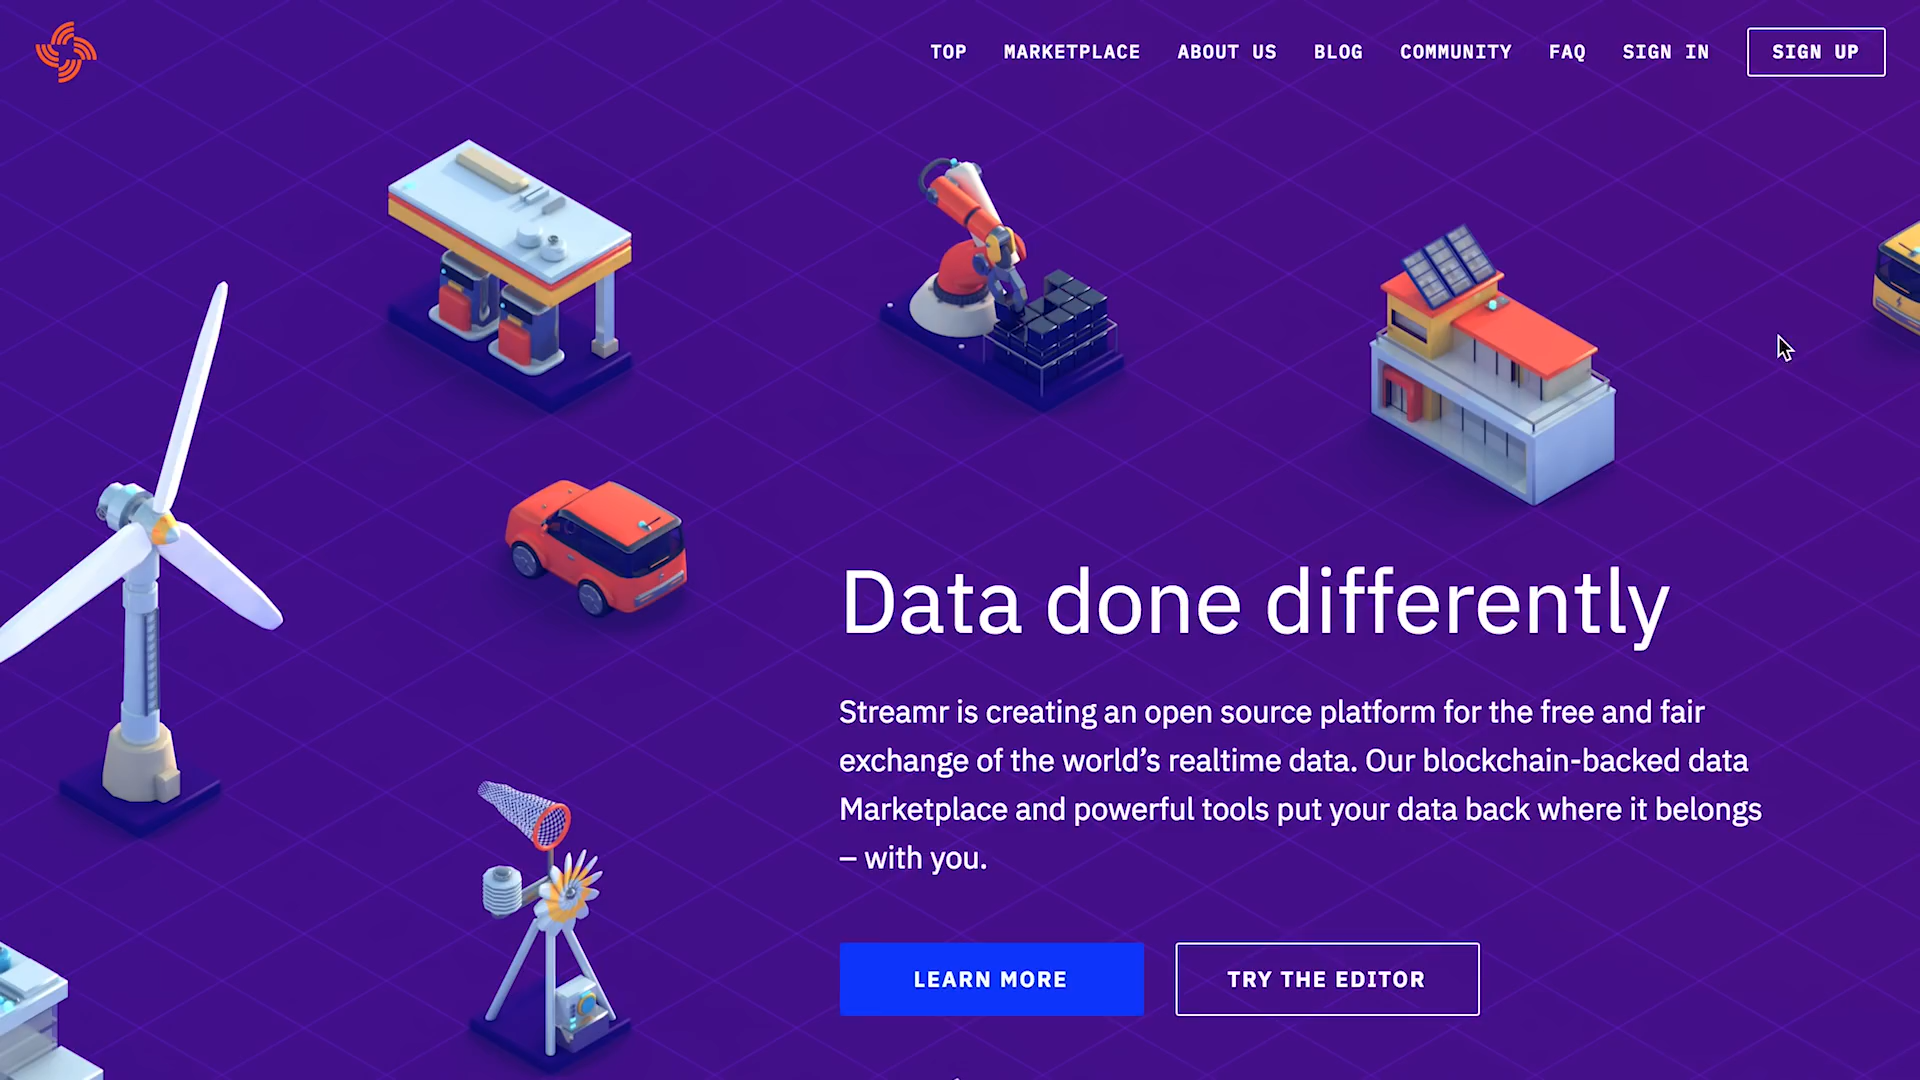 TOP MARKETPLACE ABOUT US BLOG COMMUNITY FAQ SIGN IN SIGN UP
Data done differently
Streamr is creating an open source platform for the free and fair
exchange of the world’s realtime data. Our blockchain-backed data
Marketplace and powerful tools put your data back where it belongs
– with you.
LEARN MORE TRY THE EDITOR